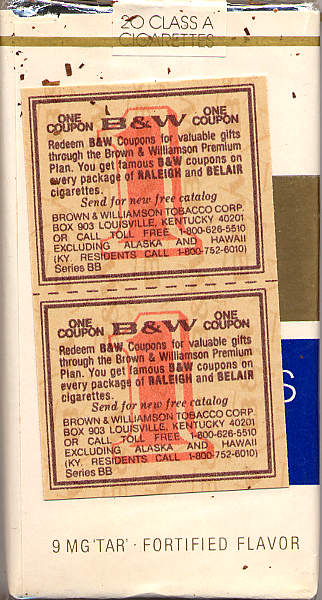 20 CLASS A
CIGARETTES
ONE COUPON B&W ONE COUPON
Redeem B&W Coupons for valuable gifts
through the Brown & Williamson Premium
Plan. You get famous B&W coupons on
every package of RALEIGH and BELAIR
cigarettes.
Send for new free catalog
BROWN & WILLIAMSON TOBACCO CORP.
BOX 903 LOUISVILLE, KENTUCKY 40201
OR CALL TOLL FREE 1-800-626-5510
EXCLUDING ALASKA AND HAWAII
(KY. RESIDENTS CALL 1-800-752-6010)
Series BB
ONE COUPON B&W ONE COUPON
Redeem B&W Coupons for valuable gifts
through the Brown & Williamson Premium
Plan. You get famous B&W coupons on
every package of RALEIGH and BELAIR
cigarettes.
Send for new free catalog
BROWN & WILLIAMSON TOBACCO CORP.
BOX 903 LOUISVILLE, KENTUCKY 40201
OR CALL TOLL FREE 1-800-626-5510
EXCLUDING ALASKA AND HAWAII
(KY. RESIDENTS CALL 1-800-752-6010)
Series BB
S
9 MG 'TAR' · FORTIFIED FLAVOR